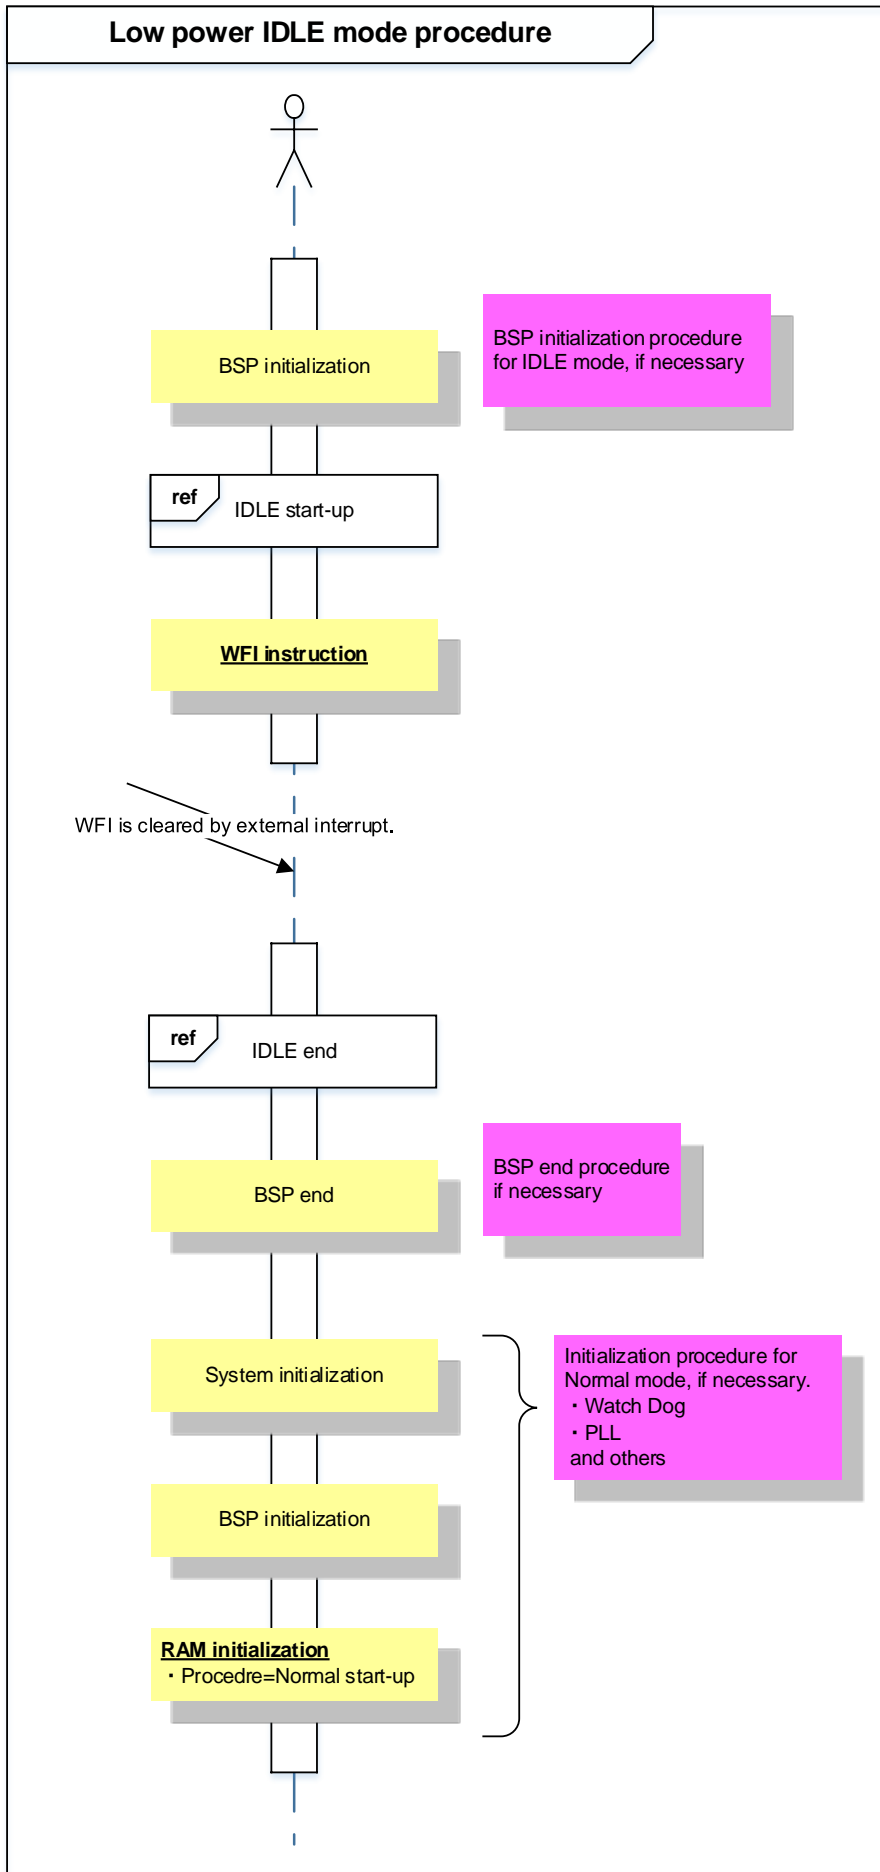 Low power IDLE mode procedure
BSP initialization
BSP initialization procedure
for IDLE mode, if necessary
ref
IDLE start-up
WFI instruction
WFI is cleared by external interrupt.
ref
IDLE end
BSP end
BSP end procedure
if necessary
System initialization
Initialization procedure for
Normal mode, if necessary.
・Watch Dog
・PLL
and others
BSP initialization
RAM initialization
・Procedre=Normal start-up